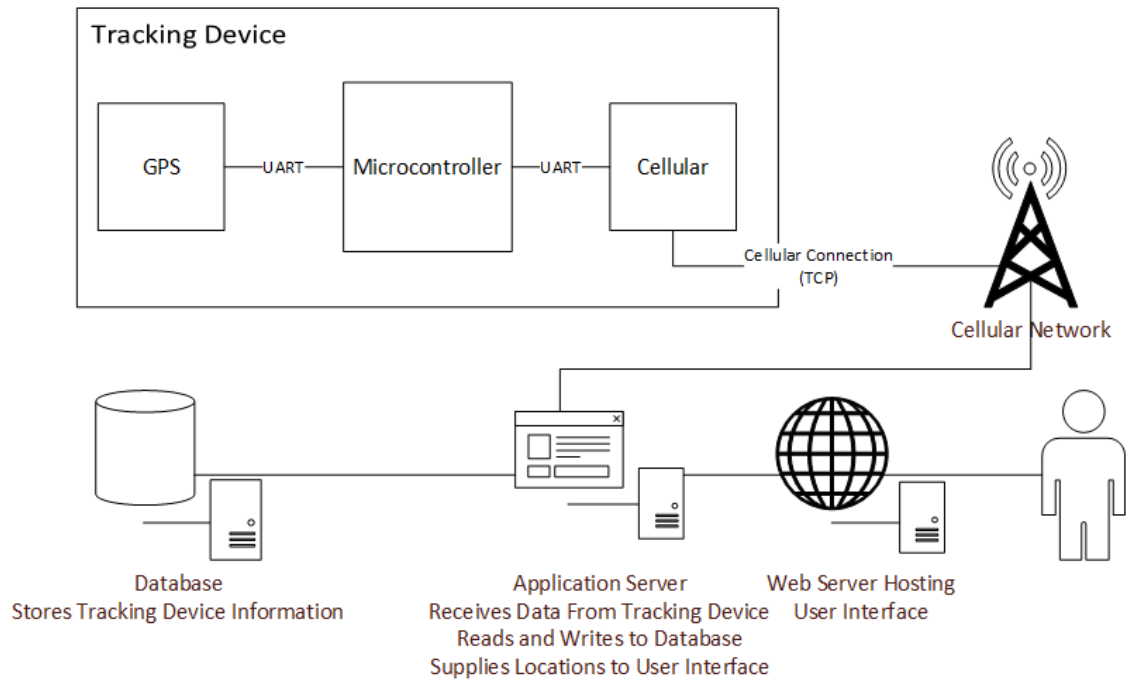 Tracking Device
GPS
UART
Microcontroller
UART
Cellular
Cellular Connection
(TCP)
Cellular Network
Database
Stores Tracking Device Information
Application Server
Receives Data From Tracking Device
Reads and Writes to Database
Supplies Locations to User Interface
Web Server Hosting
User Interface